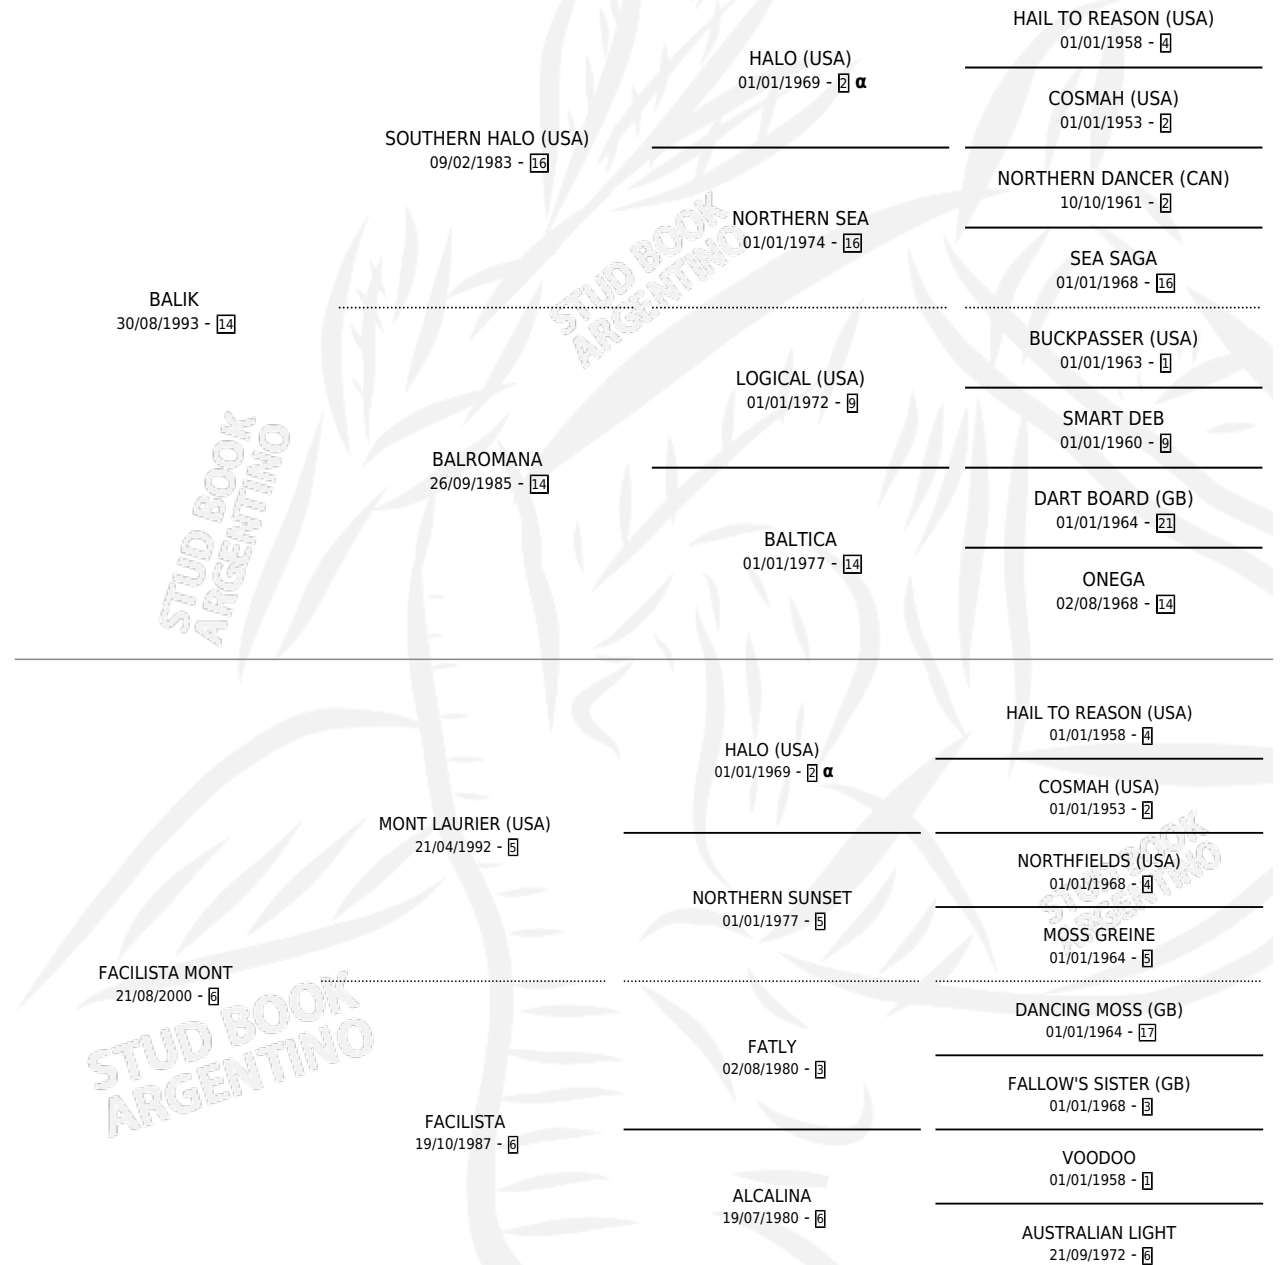 HAIL TO REASON (USA)
01/01/1958 - 4
HALO (USA)
01/01/1969 - 2 α
COSMAH (USA)
01/01/1953 - 2
SOUTHERN HALO (USA)
09/02/1983 - 16
NORTHERN DANCER (CAN)
10/10/1961 - 2
NORTHERN SEA
01/01/1974 - 16
SEA SAGA
01/01/1968 - 16
BALIK
30/08/1993 - 14
BUCKPASSER (USA)
01/01/1963 - 1
LOGICAL (USA)
01/01/1972 - 9
SMART DEB
01/01/1960 - 9
BALROMANA
26/09/1985 - 14
DART BOARD (GB)
01/01/1964 - 21
BALTICA
01/01/1977 - 14
ONEGA
02/08/1968 - 14
STUD BOOK
ARGENTINO
STUD BOOK
ARGENTINO
HAIL TO REASON (USA)
01/01/1958 - 4
HALO (USA)
01/01/1969 - 2 α
COSMAH (USA)
01/01/1953 - 2
MONT LAURIER (USA)
21/04/1992 - 5
NORTHFIELDS (USA)
01/01/1968 - 4
NORTHERN SUNSET
01/01/1977 - 5
MOSS GREINE
01/01/1964 - 5
FACILISTA MONT
21/08/2000 - 6
DANCING MOSS (GB)
01/01/1964 - 17
FATLY
02/08/1980 - 3
FALLOW'S SISTER (GB)
01/01/1968 - 3
FACILISTA
19/10/1987 - 6
VOODOO
01/01/1958 - 1
ALCALINA
19/07/1980 - 6
AUSTRALIAN LIGHT
21/09/1972 - 6
STUD BOOK
ARGENTINO
STUD BOOK
ARGENTINO